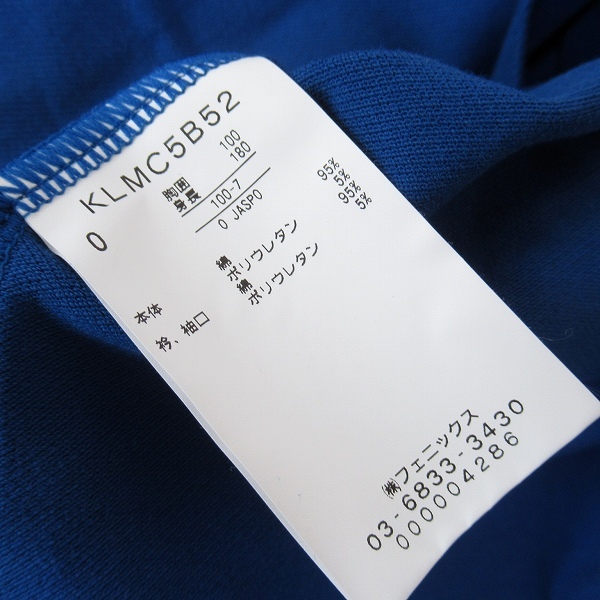 KLMC5B52
0
胸囲 100
身長 180
100-7
0 JASPO
本体 綿 95%
ポリウレタン 5%
衿、袖口 綿 95%
ポリウレタン 5%
㈱フェニックス
03-6833-3430
000004286